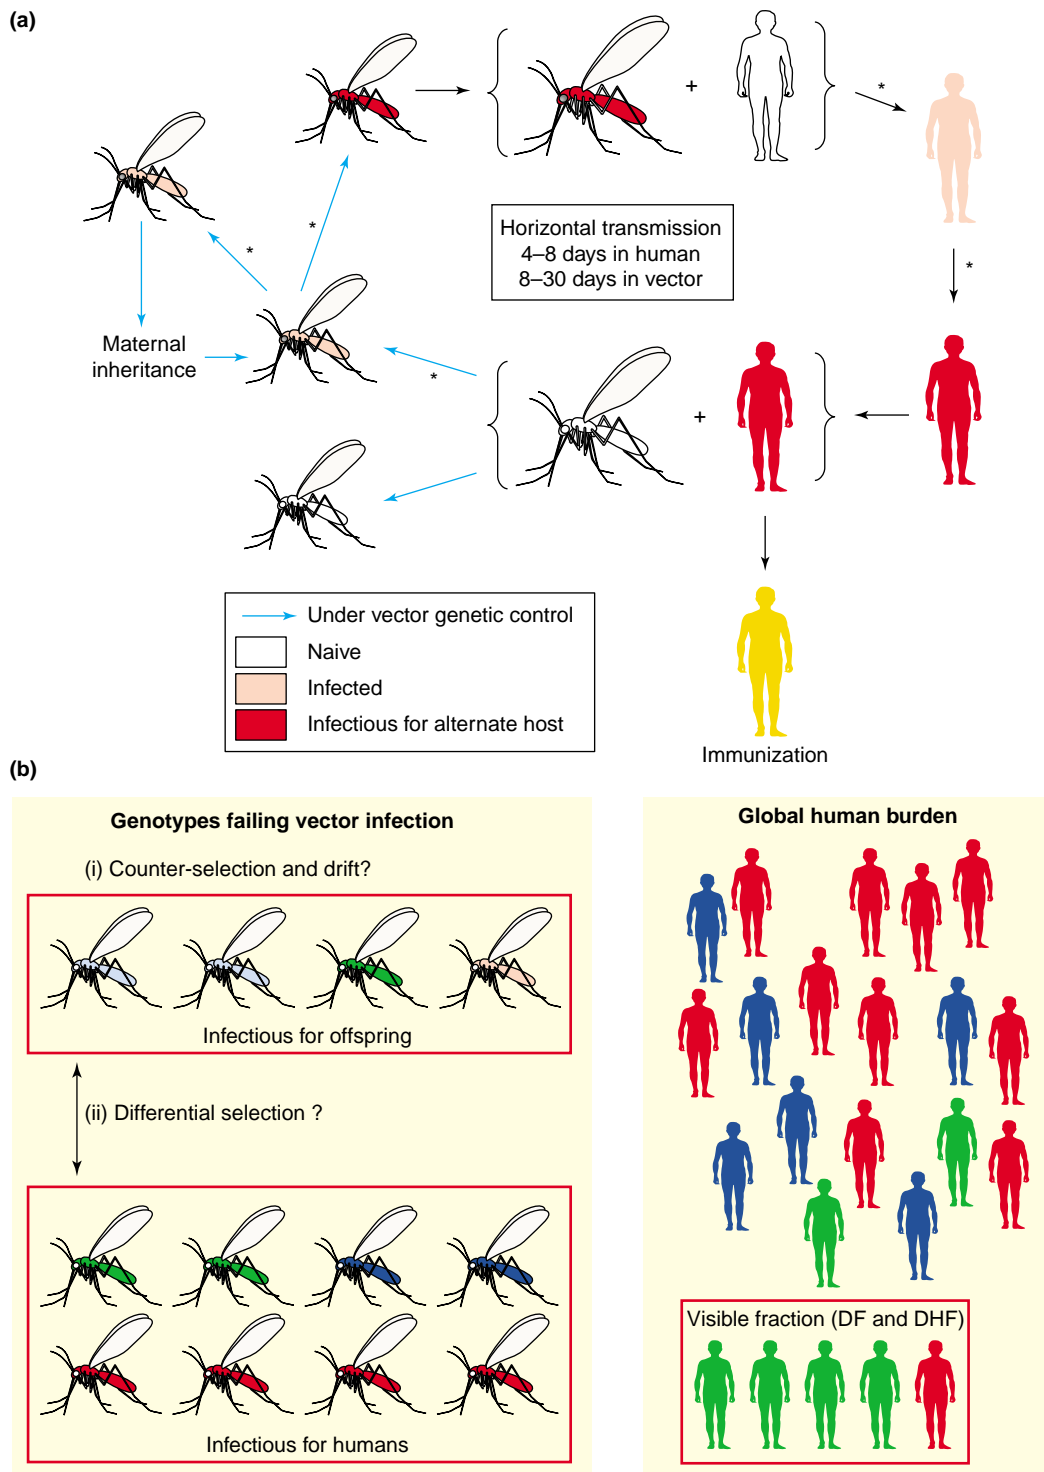 (a)
+
*
*
*
*
Horizontal transmission
4–8 days in human
8–30 days in vector
Maternal
inheritance
*
+
Under vector genetic control
Naive
Infected
Infectious for alternate host
Immunization
(b)
Genotypes failing vector infection
(i) Counter-selection and drift?
Infectious for offspring
(ii) Differential selection ?
Infectious for humans
Global human burden
Visible fraction (DF and DHF)